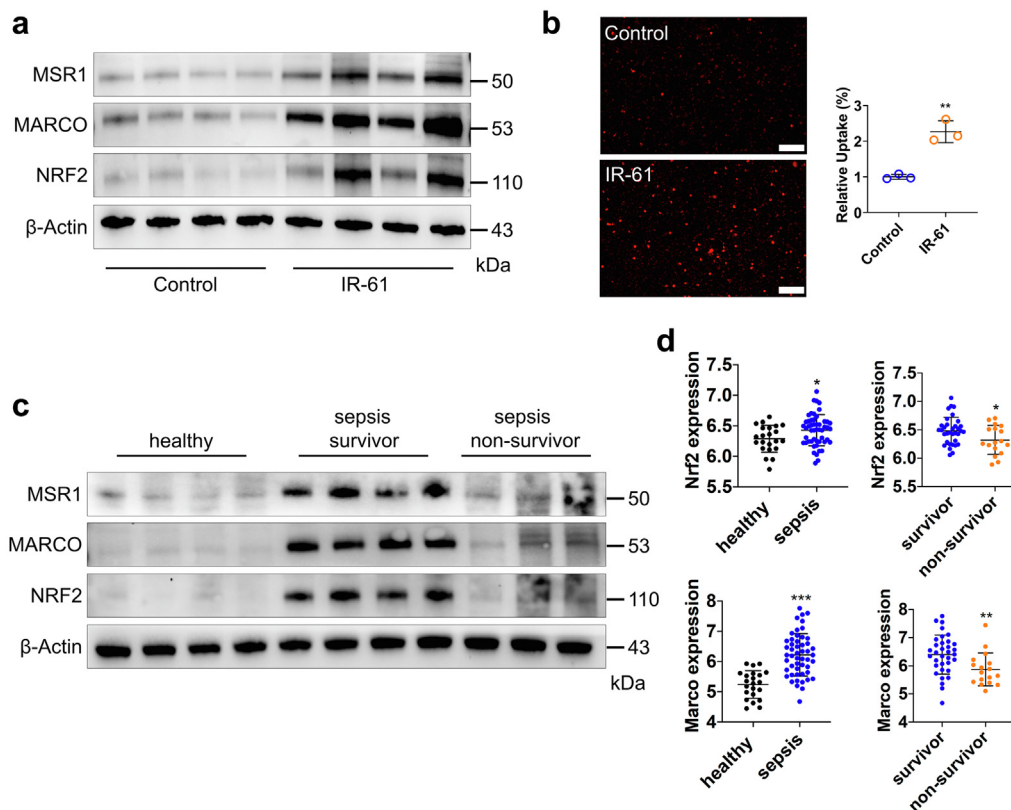 a
MSR1
50
MARCO
53
NRF2
110
β-Actin
43
kDa
Control
IR-61
b
Control
IR-61
Relative Uptake (%)
3
2
1
0
**
Control
IR-61
c
healthy
sepsis
survivor
sepsis
non-survivor
MSR1
50
MARCO
53
NRF2
110
β-Actin
43
kDa
d
Nrf2 expression
7.5
7.0
6.5
6.0
5.5
*
healthy
sepsis
Nrf2 expression
7.5
7.0
6.5
6.0
5.5
*
survivor
non-survivor
Marco expression
8
7
6
5
4
***
healthy
sepsis
Marco expression
8
7
6
5
4
**
survivor
non-survivor